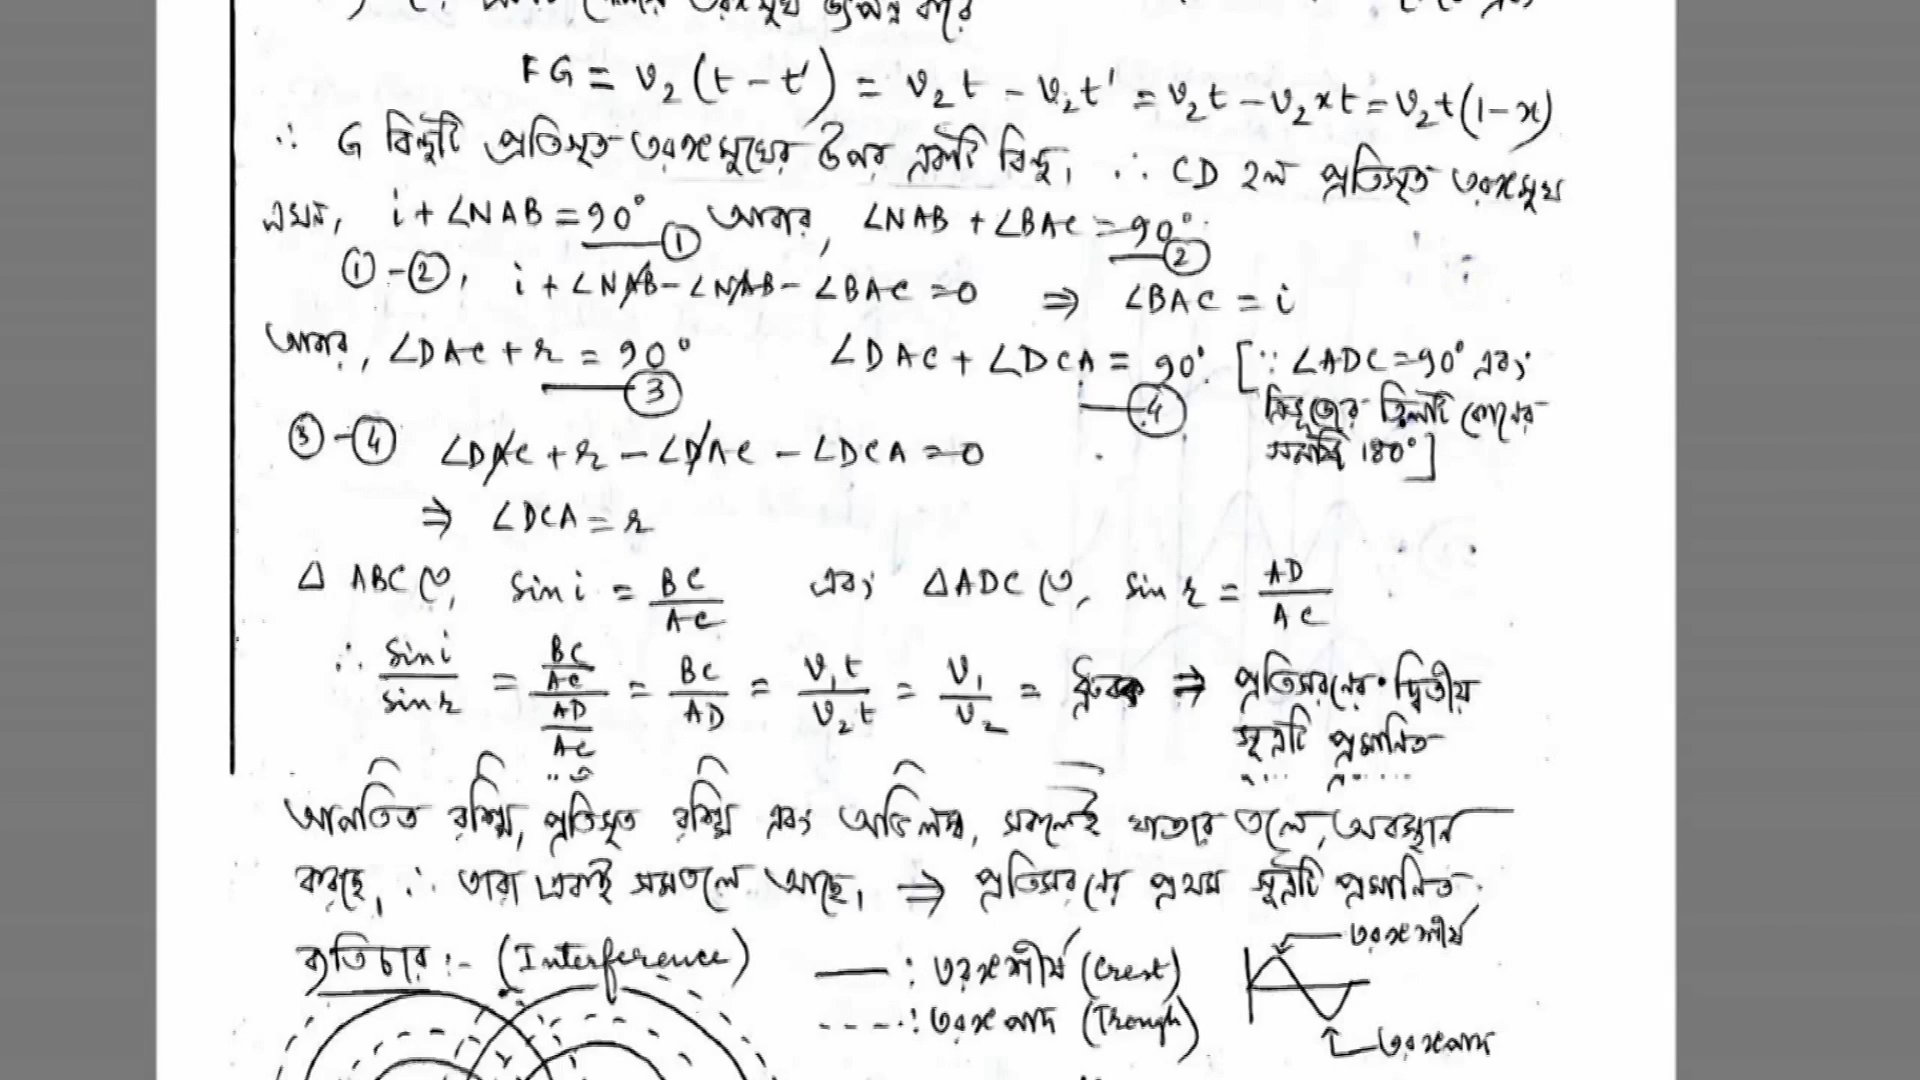 FG = v₂(t - t') = v₂t - v₂t' = v₂t - v₂xt = v₂t(1-x)
∴ G বিন্দুটি প্রতিসৃত তরঙ্গমুখের উপর একটি বিন্দু। ∴ CD হল প্রতিসৃত তরঙ্গমুখ
এখন, i + ∠NAB = 90° ① আবার, ∠NAB + ∠BAC = 90° ②
① - ②, i + ∠NAB - ∠NAB - ∠BAC = 0 ⇒ ∠BAC = i
আবার, ∠DAC + r = 90° ③ ∠DAC + ∠DCA = 90° ④ [∵ ∠ADC = 90° এবং
ত্রিভুজের তিনটি কোণের
সমষ্টি 180°]
③ - ④ ∠DAC + r - ∠DAC - ∠DCA = 0
⇒ ∠DCA = r
△ ABC তে, sin i = BC/AC এবং △ADC তে, sin r = AD/AC
∴ sin i/sin r = (BC/AC)/(AD/AC) = BC/AD = v₁t/v₂t = v₁/v₂ = ধ্রুবক ⇒ প্রতিসরণের দ্বিতীয়
সূত্রটি প্রমাণিত
আপতিত রশ্মি, প্রতিসৃত রশ্মি এবং অভিলম্ব, সকলেই খাতার তলে অবস্থান
করছে, ∴ তারা একই সমতলে আছে। ⇒ প্রতিসরণের প্রথম সূত্রটি প্রমাণিত
ব্যতিচার :- (Interference)
— : তরঙ্গশীর্ষ (Crest)
---- : তরঙ্গপাদ (Trough)
তরঙ্গশীর্ষ
তরঙ্গপাদ